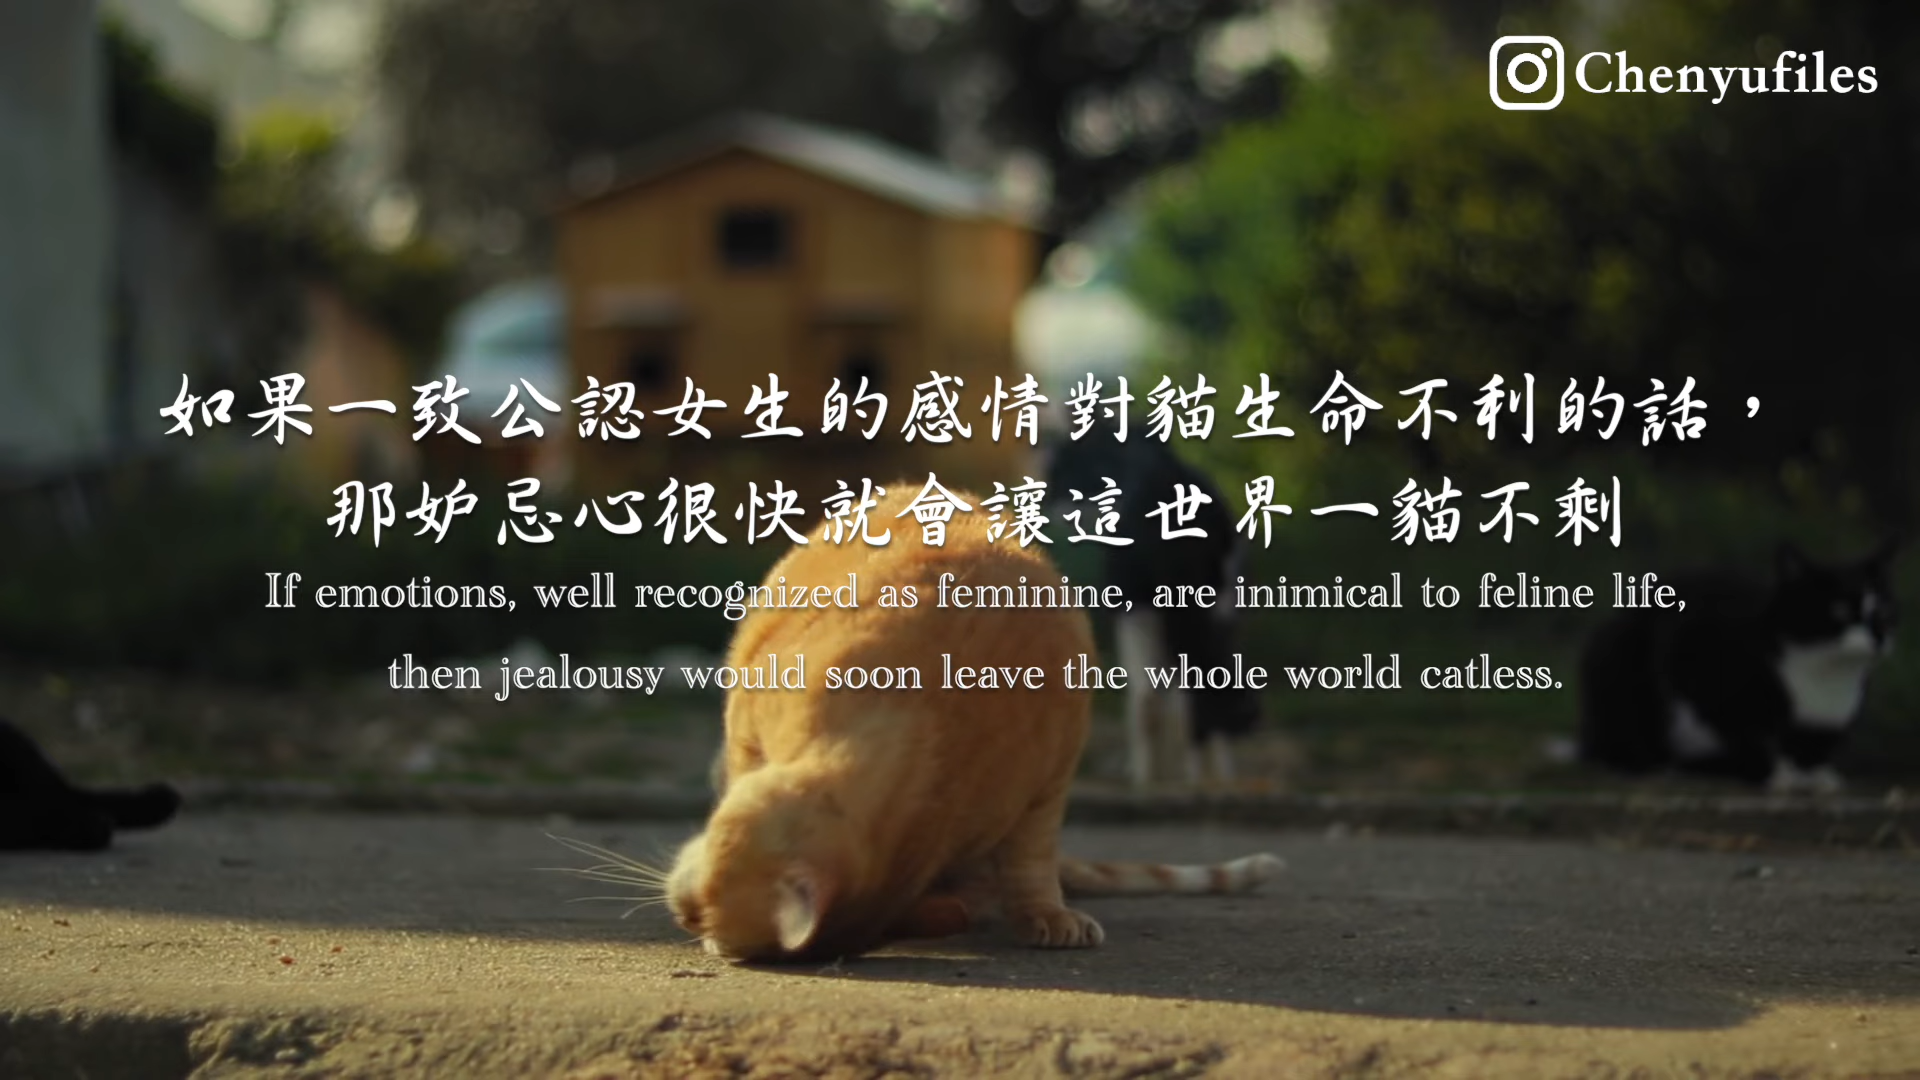 Chenyufiles
如果一致公認女生的感情對貓生命不利的話，
那妒忌心很快就會讓這世界一貓不剩
If emotions, well recognized as feminine, are inimical to feline life,
then jealousy would soon leave the whole world catless.